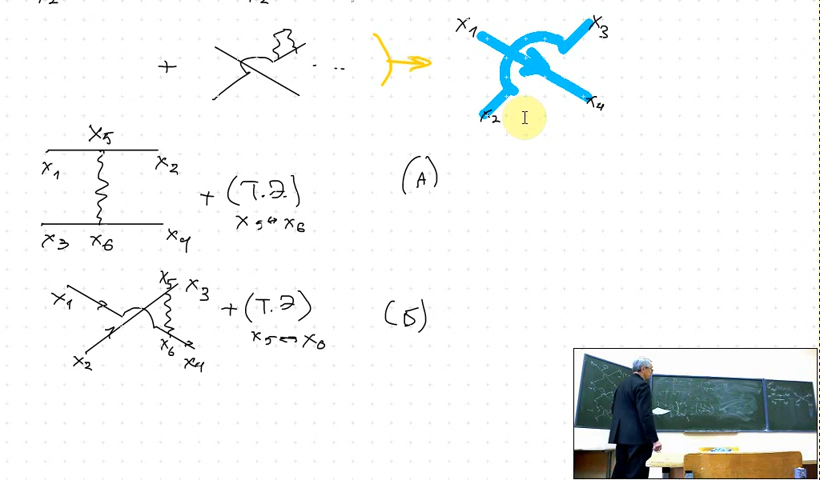 + . ...
x₁ x₃
x₂ x₄
x₅
x₁ x₂
+ (Т.Э) (А)
x₅ ↔ x₆
x₃ x₆ x₄
x₅ x₃
x₁ + (Т.Э) (Б)
x₅ ↔ x₆
x₂ x₆ x₄